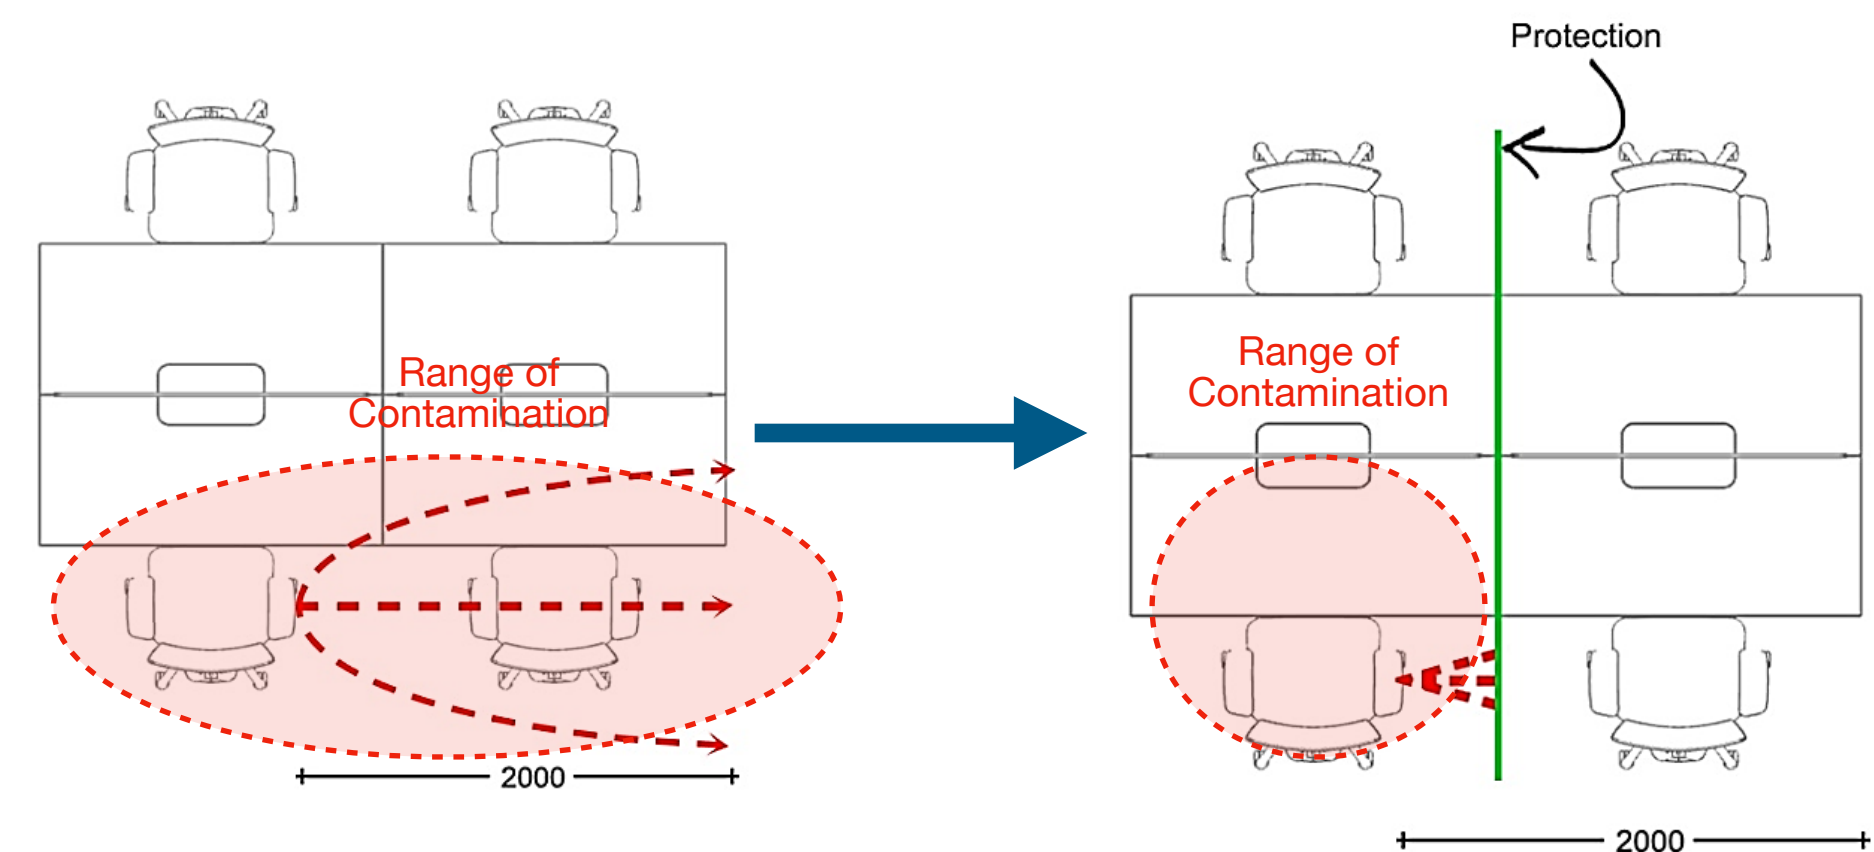 Protection
Range of
Contamination
Range of
Contamination
2000
2000